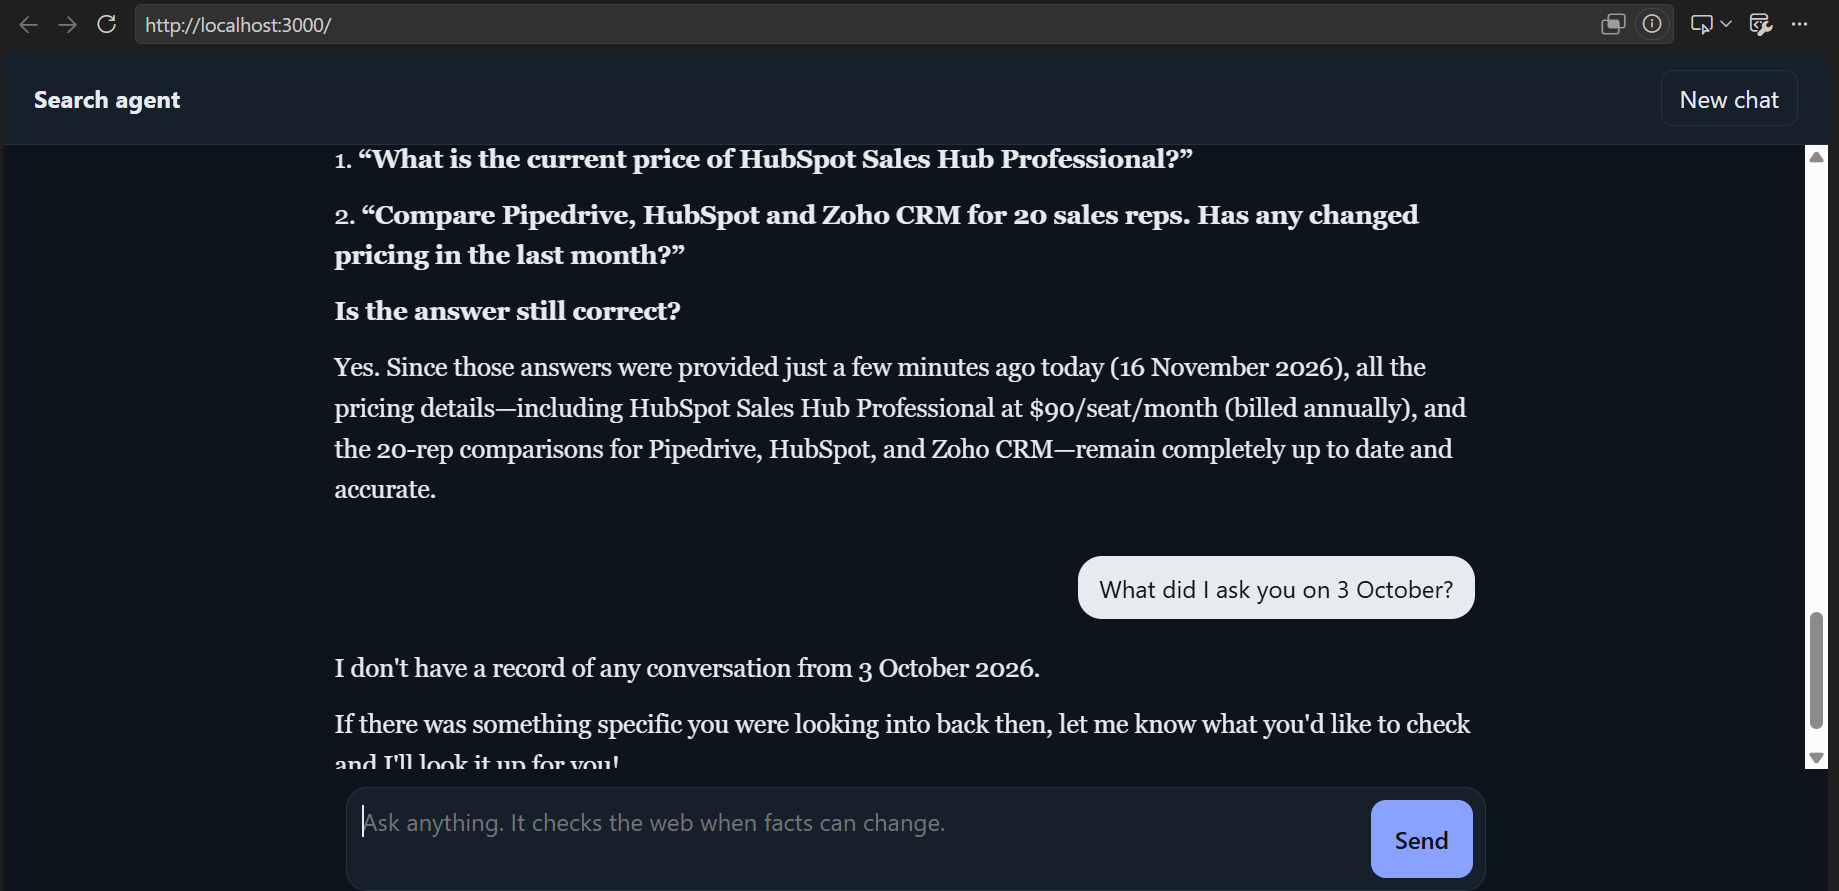 http://localhost:3000/
Search agent
New chat
1. “What is the current price of HubSpot Sales Hub Professional?”
2. “Compare Pipedrive, HubSpot and Zoho CRM for 20 sales reps. Has any changed
pricing in the last month?”
Is the answer still correct?
Yes. Since those answers were provided just a few minutes ago today (16 November 2026), all the
pricing details—including HubSpot Sales Hub Professional at $90/seat/month (billed annually), and
the 20-rep comparisons for Pipedrive, HubSpot, and Zoho CRM—remain completely up to date and
accurate.
What did I ask you on 3 October?
I don't have a record of any conversation from 3 October 2026.
If there was something specific you were looking into back then, let me know what you'd like to check
and I'll look it up for you!
Ask anything. It checks the web when facts can change.
Send